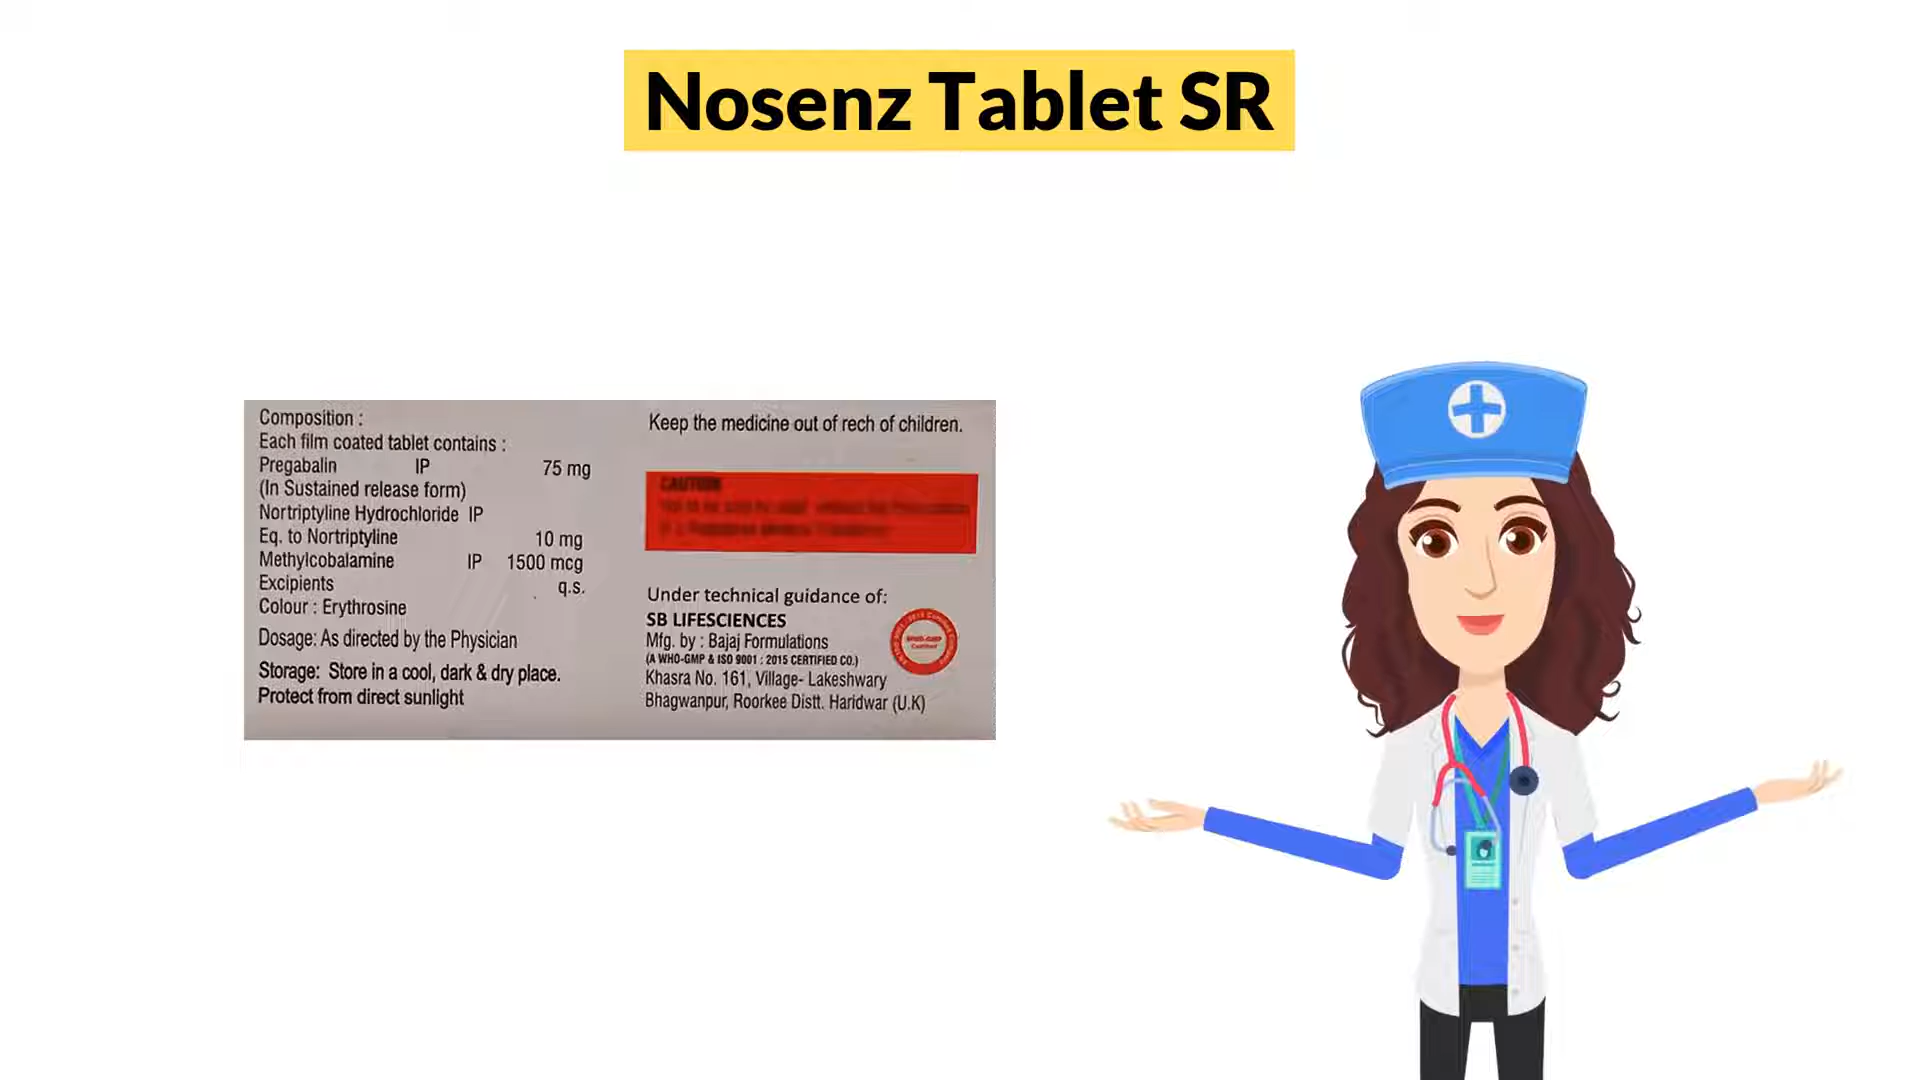 Nosenz Tablet SR
Composition :
Each film coated tablet contains :
Pregabalin IP 75 mg
(In Sustained release form)
Nortriptyline Hydrochloride IP
Eq. to Nortriptyline 10 mg
Methylcobalamine IP 1500 mcg
Excipients q.s.
Colour : Erythrosine
Dosage: As directed by the Physician
Storage: Store in a cool, dark & dry place.
Protect from direct sunlight
Keep the medicine out of rech of children.
CAUTION
Under technical guidance of:
SB LIFESCIENCES
Mfg. by : Bajaj Formulations
(A WHO-GMP & ISO 9001 : 2015 CERTIFIED CO.)
Khasra No. 161, Village- Lakeshwary
Bhagwanpur, Roorkee Distt. Haridwar (U.K)
WHO-GMP
Certified